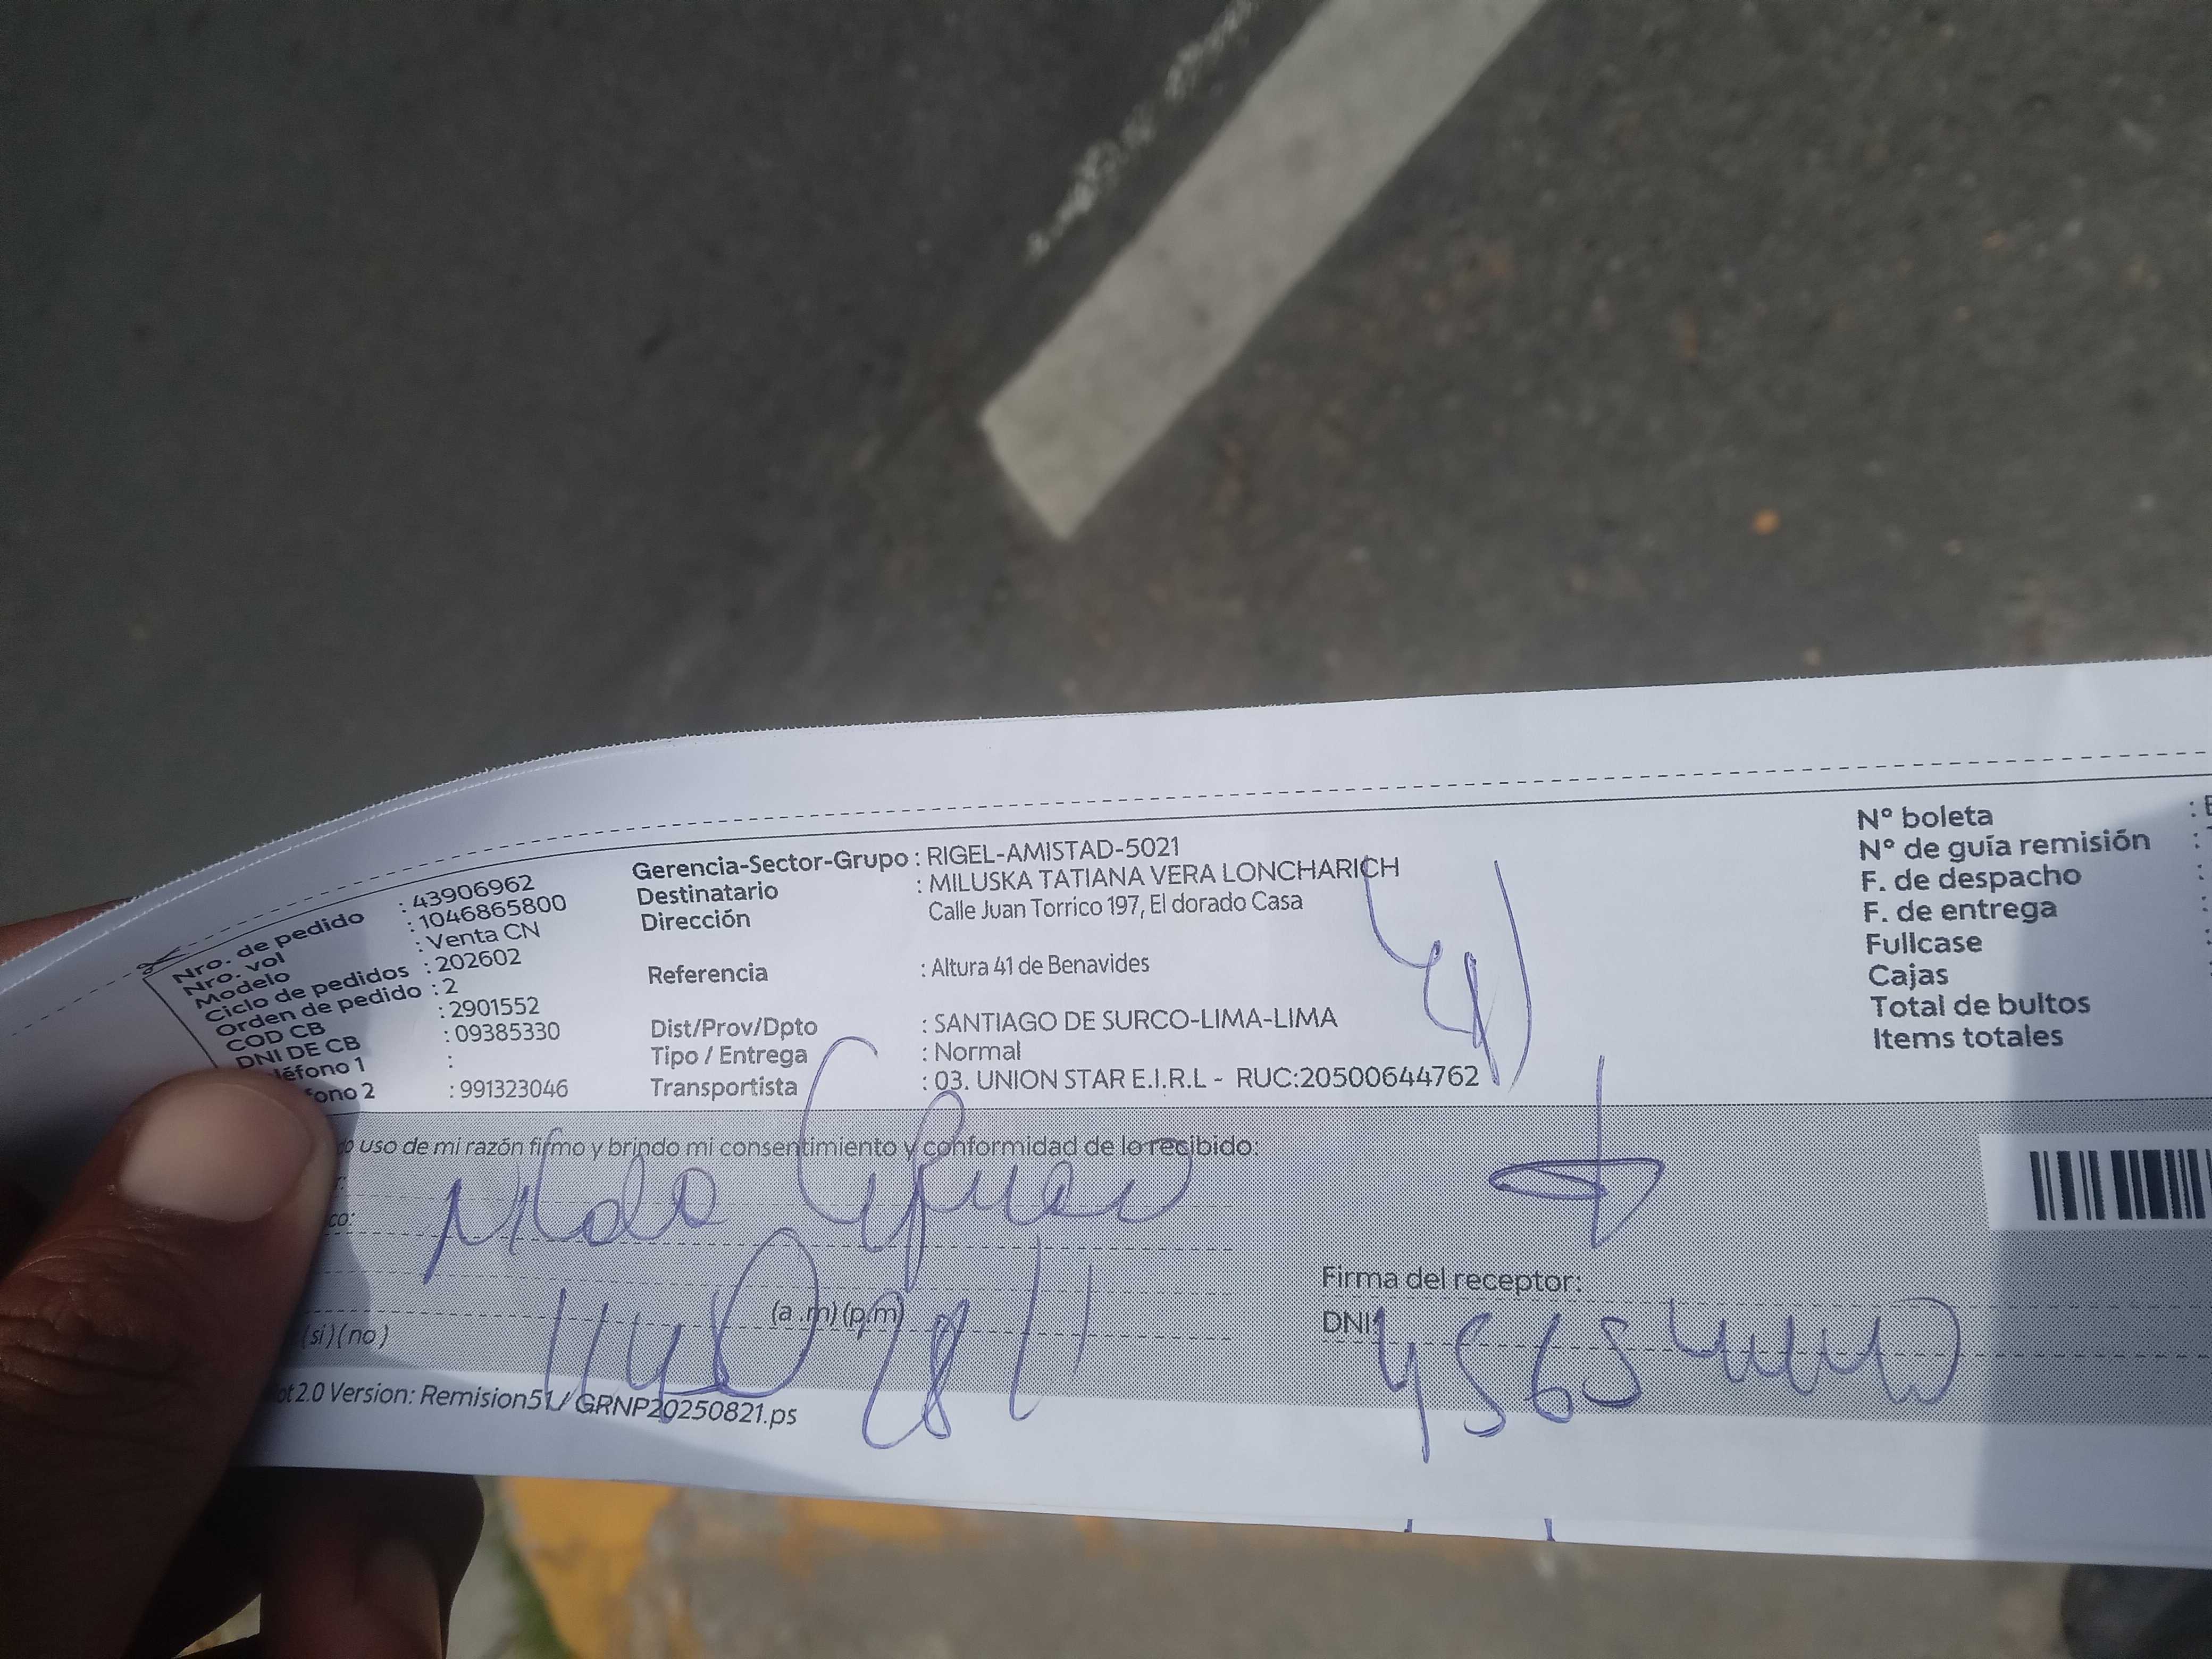 Nro. de pedido : 43906962
Nro. vol : 1046865800
Modelo : Venta CN
Ciclo de pedidos : 202602
Orden de pedido : 2
COD CB : 2901552
DNI DE CB : 09385330
léfono 1 :
fono 2 : 991323046
Gerencia-Sector-Grupo : RIGEL-AMISTAD-5021
Destinatario : MILUSKA TATIANA VERA LONCHARICH
Dirección Calle Juan Torrico 197, El dorado Casa
Referencia : Altura 41 de Benavides
Dist/Prov/Dpto : SANTIAGO DE SURCO-LIMA-LIMA
Tipo / Entrega : Normal
Transportista : 03. UNION STAR E.I.R.L - RUC:20500644762
Nº boleta :
Nº de guía remisión :
F. de despacho :
F. de entrega :
Fullcase :
Cajas
Total de bultos
Items totales
41
uso de mi razón firmo y brindo mi consentimiento y conformidad de lo recibido:
co:
(a .m) (p.m)
1140 28/11
(si) (no)
Firma del receptor:
DNI:
2.0 Version: Remision51/ GRNP20250821.ps